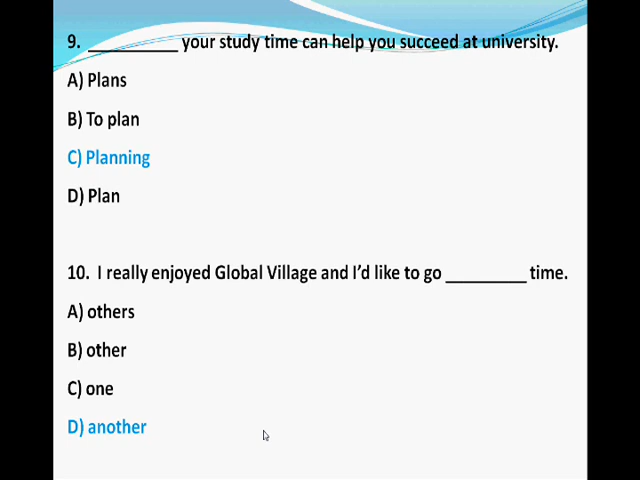 9. __________ your study time can help you succeed at university.
A) Plans
B) To plan
C) Planning
D) Plan
10. I really enjoyed Global Village and I'd like to go _________ time.
A) others
B) other
C) one
D) another